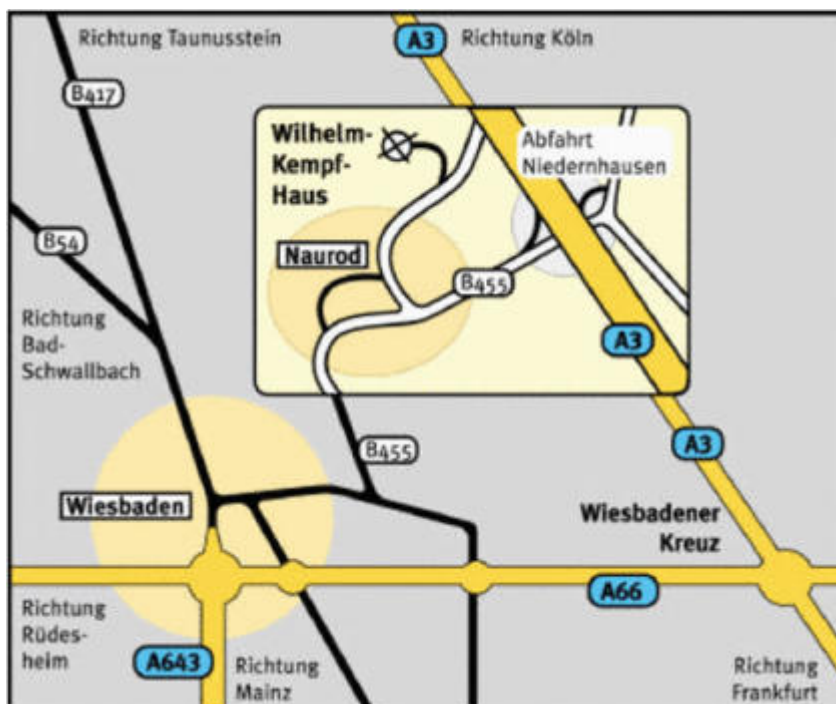 Richtung Taunusstein
A3
Richtung Köln
B417
Wilhelm-
Kempf-
Haus
Abfahrt
Niedernhausen
B54
Naurod
B455
Richtung
Bad-
Schwallbach
A3
B455
A3
Wiesbaden
Wiesbadener
Kreuz
A66
Richtung
Rüdes-
heim
A643
Richtung
Mainz
Richtung
Frankfurt